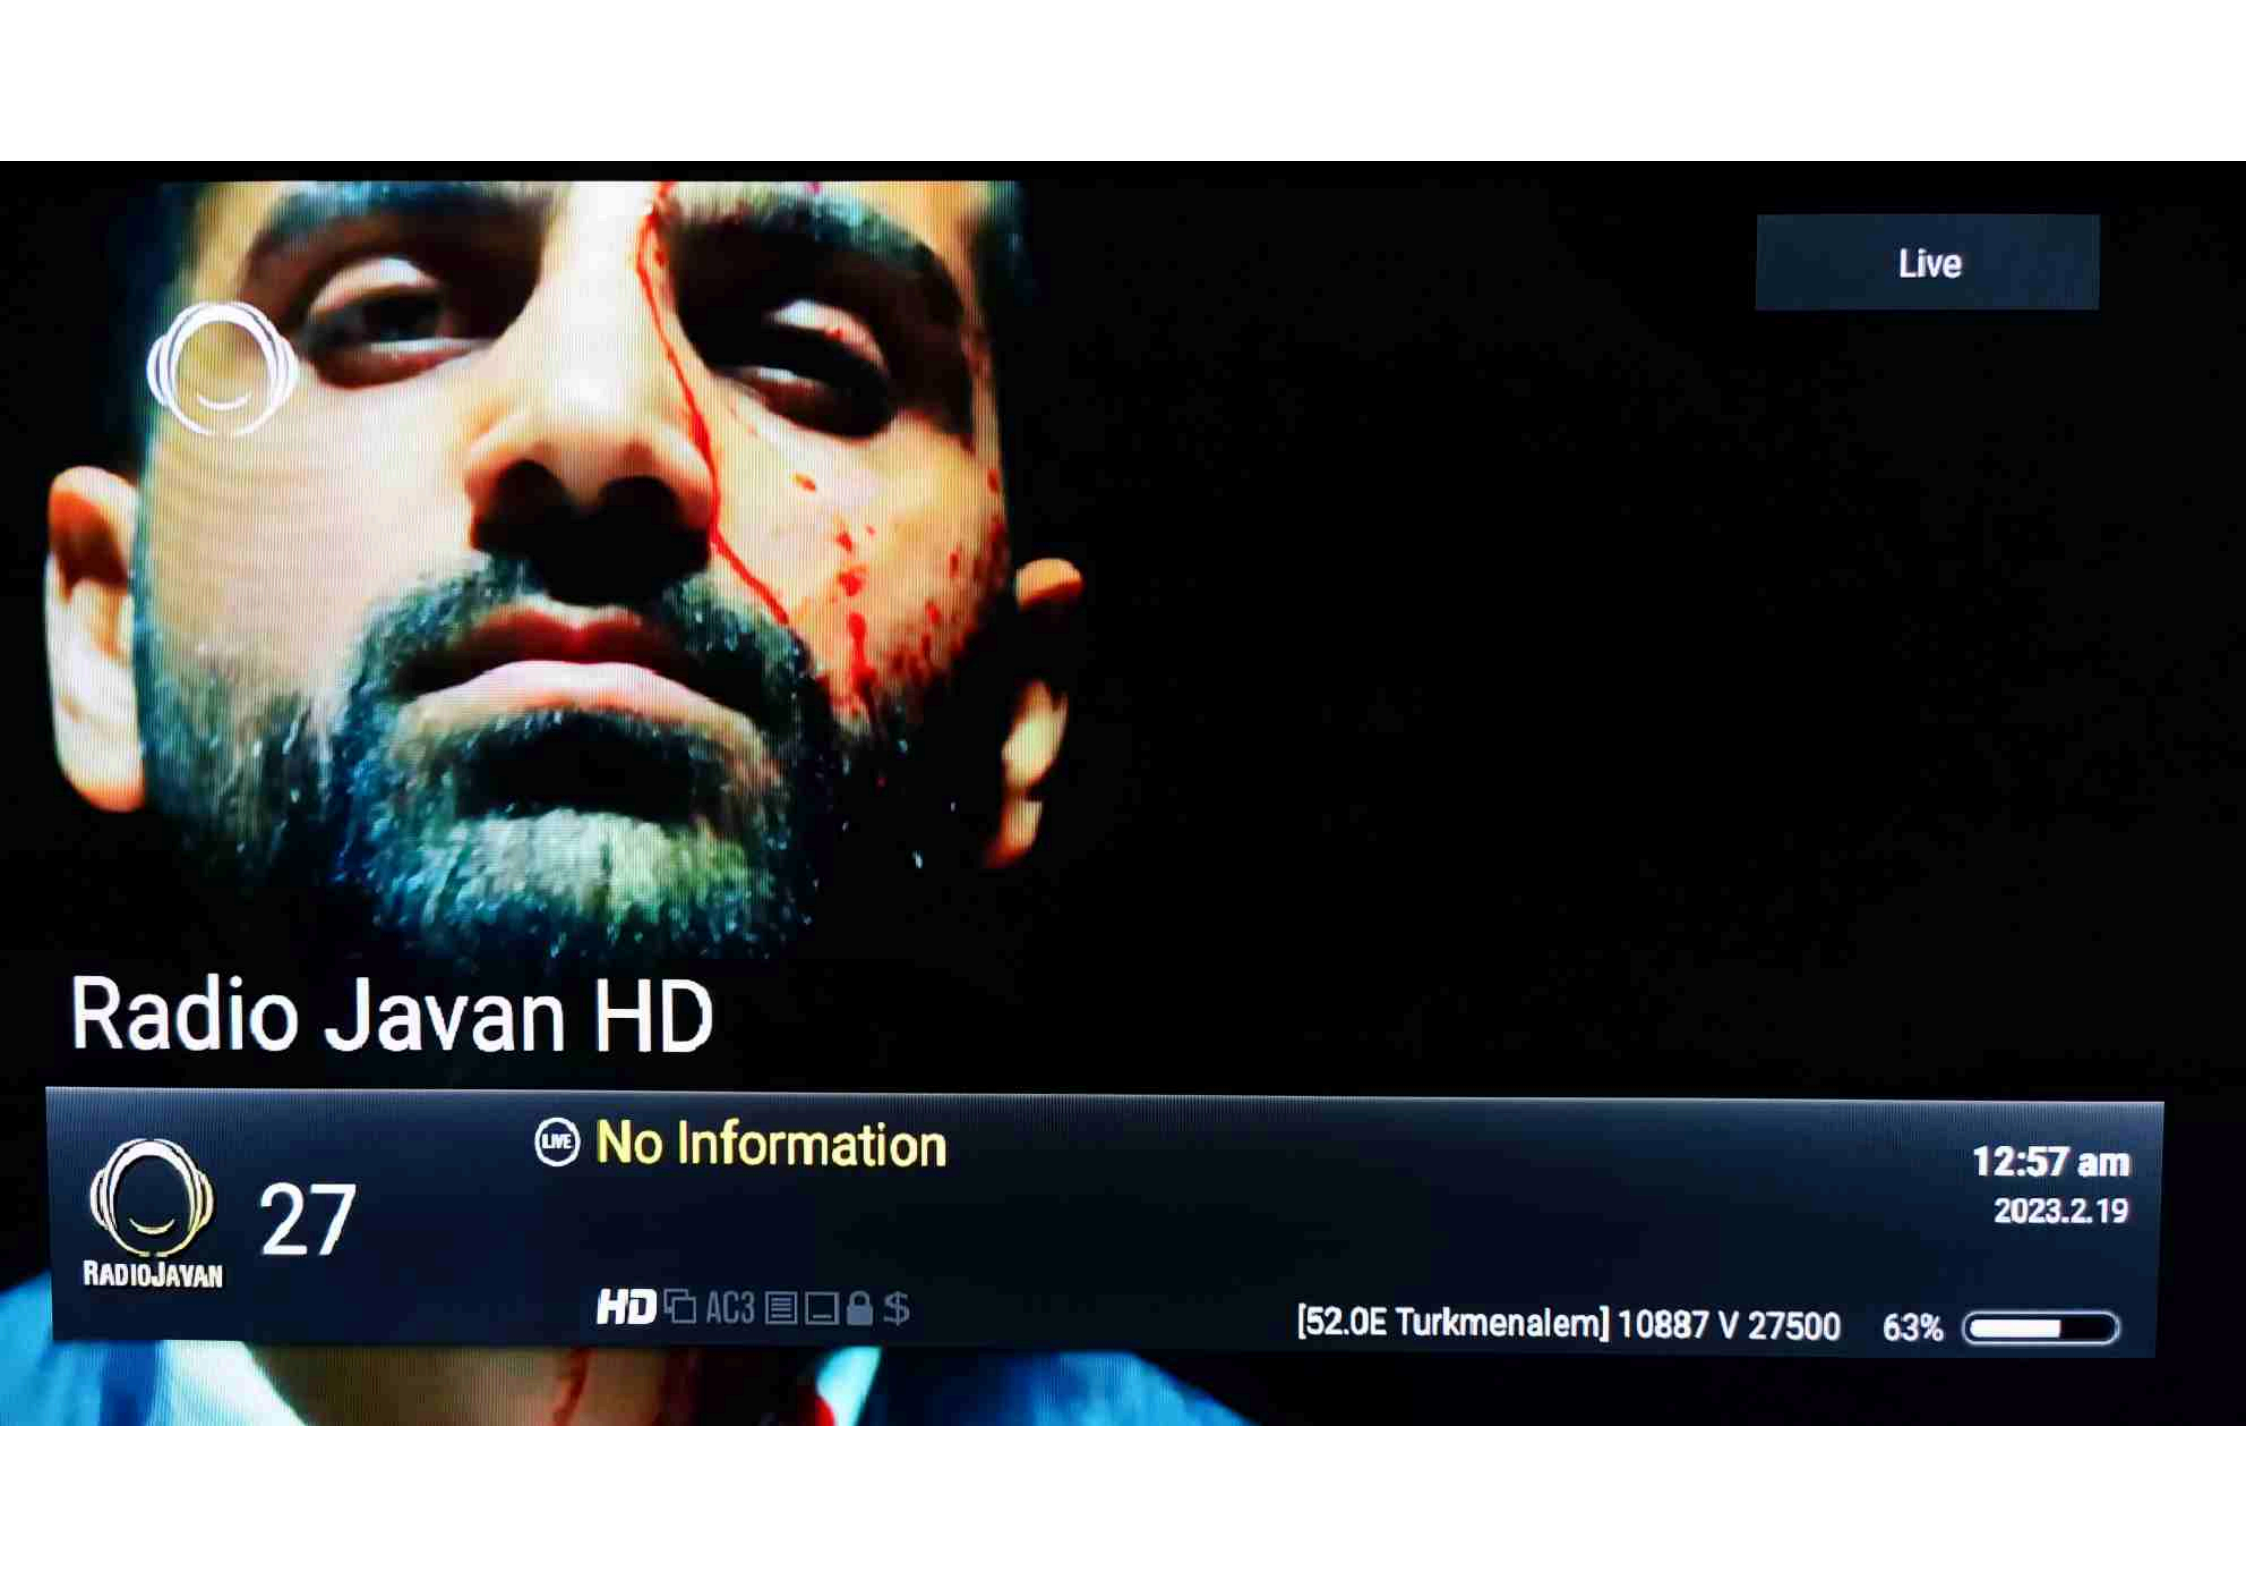 Live
Radio Javan HD
LIVE No Information
12:57 am
27
2023.2.19
RADIOJAVAN
HD AC3 $
[52.0E Turkmenalem] 10887 V 27500 63%